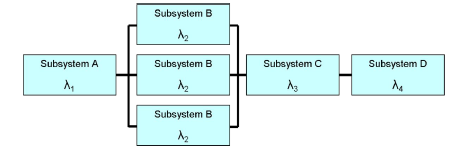 Subsystem B
λ2
Subsystem A
λ1
Subsystem B
λ2
Subsystem C
λ3
Subsystem D
λ4
Subsystem B
λ2